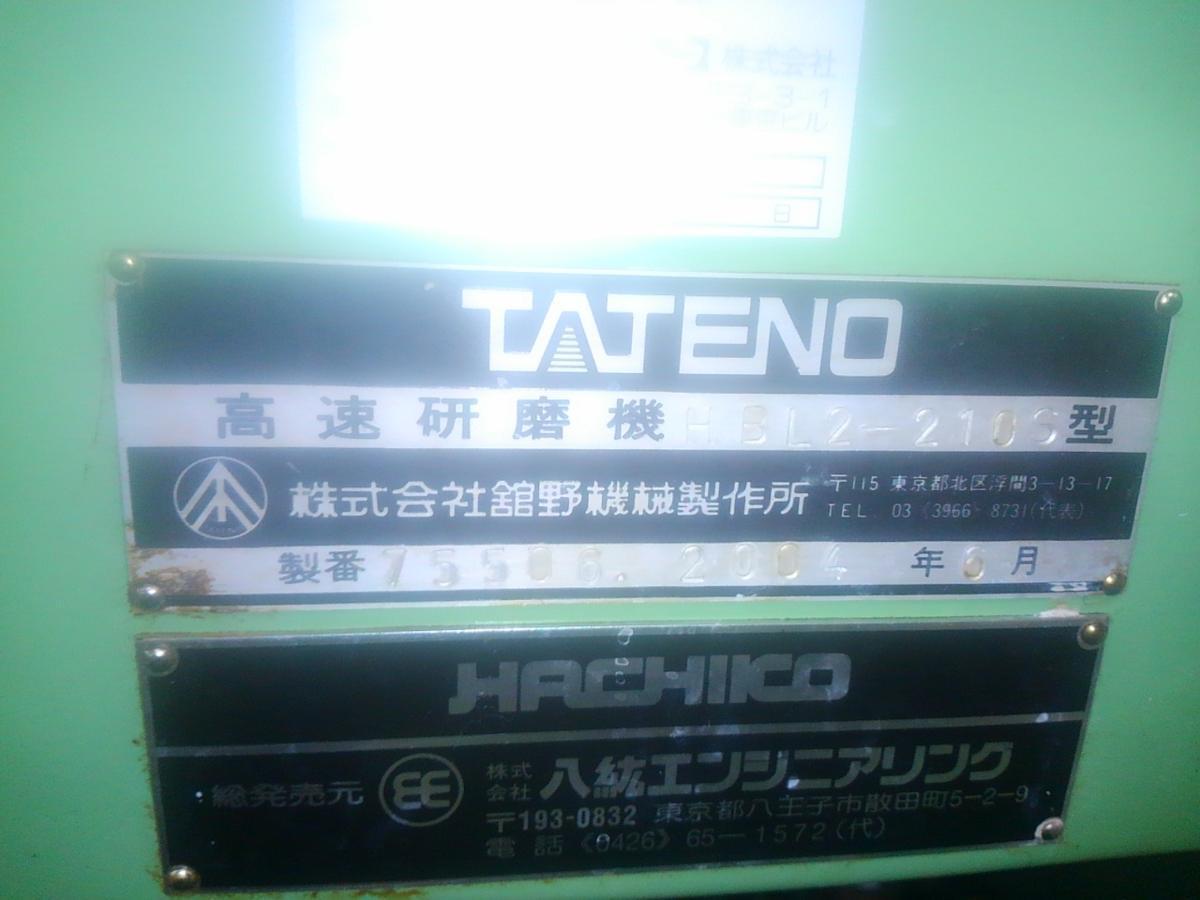 株式会社
3-1
ビル
日
TATENO
高速研磨機 HBL2-210S型
株式会社舘野機械製作所
〒115 東京都北区浮間3-13-17
TEL 03 (3966) 8731(代表)
製番 75506. 2004年6月
HACHIKO
総発売元
株式会社 八紘エンジニアリング
〒193-0832 東京都八王子市散田町5-2-9
電話 (0426) 65-1572(代)